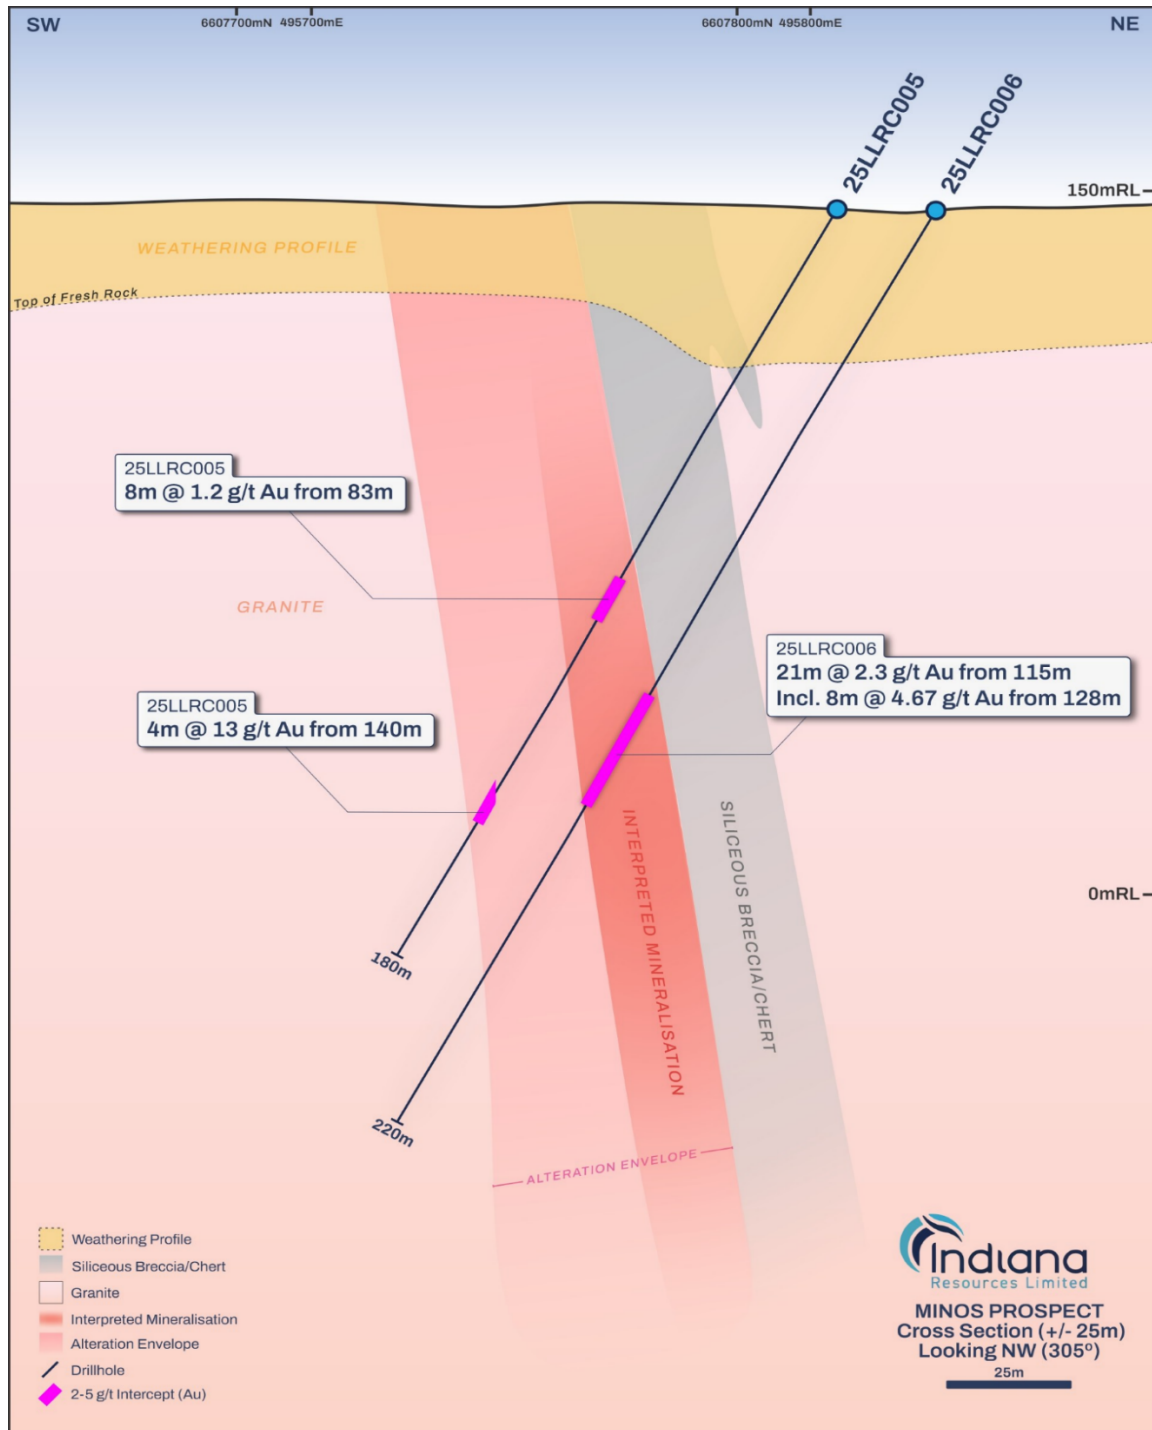 SW
6607700mN 495700mE
6607800mN 495800mE
NE
25LLRC005
25LLRC006
150mRL
WEATHERING PROFILE
Top of Fresh Rock
25LLRC005
8m @ 1.2 g/t Au from 83m
GRANITE
25LLRC006
21m @ 2.3 g/t Au from 115m
Incl. 8m @ 4.67 g/t Au from 128m
25LLRC005
4m @ 13 g/t Au from 140m
INTERPRETED MINERALISATION
SILICEOUS BRECCIA/CHERT
0mRL
180m
220m
ALTERATION ENVELOPE
Weathering Profile
Siliceous Breccia/Chert
Granite
Interpreted Mineralisation
Alteration Envelope
Drillhole
2-5 g/t Intercept (Au)
Indiana
Resources Limited
MINOS PROSPECT
Cross Section (+/- 25m)
Looking NW (305º)
25m